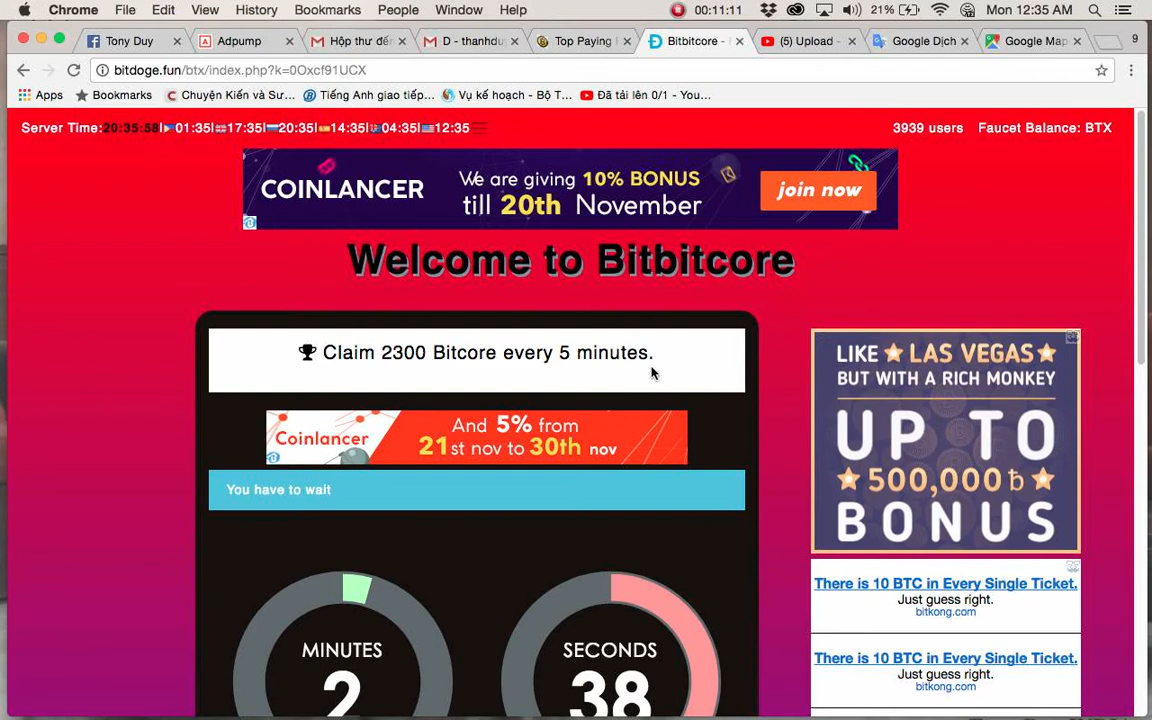 Chrome File Edit View History Bookmarks People Window Help 00:11:11 21% Mon 12:35 AM
Tony Duy Adpump Hộp thư đến D - thanhdu Top Paying Bitbitcore - (5) Upload - Google Dịch Google Map 9
bitdoge.fun/btx/index.php?k=0Oxcf91UCX
Apps Bookmarks Chuyện Kiến và Sư... Tiếng Anh giao tiếp... Vụ kế hoạch - Bộ T... Đã tải lên 0/1 - You...
Server Time:20:35:58|01:35|17:35|20:35|14:35|04:35|12:35
3939 users Faucet Balance: BTX
COINLANCER
We are giving 10% BONUS
till 20th November
join now
Welcome to Bitbitcore
Claim 2300 Bitcore every 5 minutes.
Coinlancer
And 5% from
21st nov to 30th nov
You have to wait
MINUTES
2
SECONDS
38
LIKE LAS VEGAS
BUT WITH A RICH MONKEY
UP TO
500,000 ƀ
BONUS
There is 10 BTC in Every Single Ticket.
Just guess right.
bitkong.com
There is 10 BTC in Every Single Ticket.
Just guess right.
bitkong.com